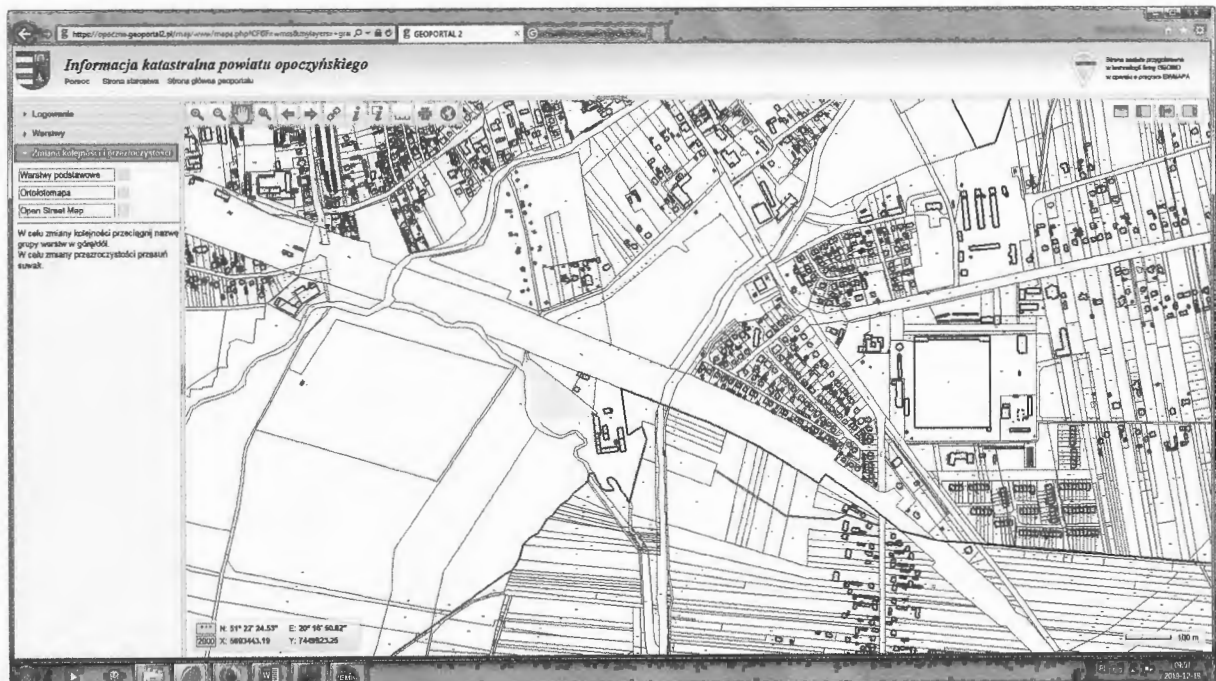 GEOPORTAL 2
Informacja katastralna powiatu opoczyńskiego
Pomoc Strona starostwa Strona główna geoportalu
Logowanie
Warstwy
Zmiana kolejności i przezroczystości
Warstwy podstawowe
Ortofotomapa
Open Street Map
W celu zmiany kolejności przeciągnij nazwę
grupy warstw w górę/dół.
W celu zmiany przezroczystości przesuń
suwak.
N: 51° 22' 24.53" E: 20° 16' 50.82"
2000 X: 5693443.19 Y: 7449823.25
100 m